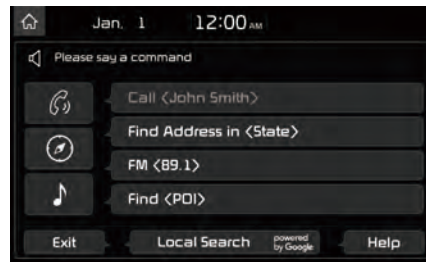 Jan. 1 12:00 AM
Please say a command
Call <John Smith>
Find Address in <State>
FM <89.1>
Find <POI>
Exit Local Search powered by Google Help